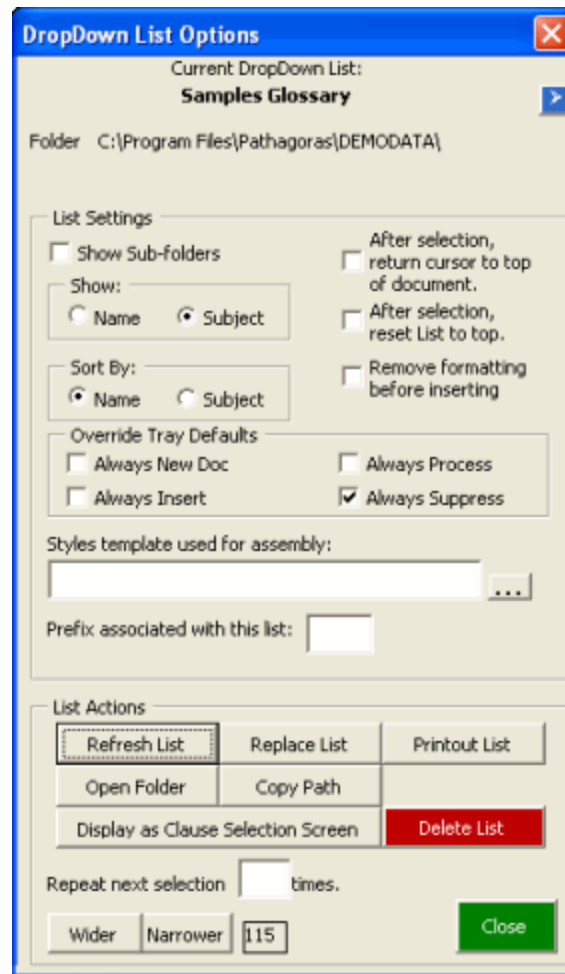 DropDown List Options
Current DropDown List:
Samples Glossary
Folder C:\Program Files\Pathagoras\DEMODATA\
List Settings
Show Sub-folders
Show:
Name Subject
Sort By:
Name Subject
After selection,
return cursor to top
of document.
After selection,
reset List to top.
Remove formatting
before inserting
Override Tray Defaults
Always New Doc Always Process
Always Insert Always Suppress
Styles template used for assembly:
...
Prefix associated with this list:
List Actions
Refresh List Replace List Printout List
Open Folder Copy Path
Display as Clause Selection Screen Delete List
Repeat next selection times.
Wider Narrower 115 Close